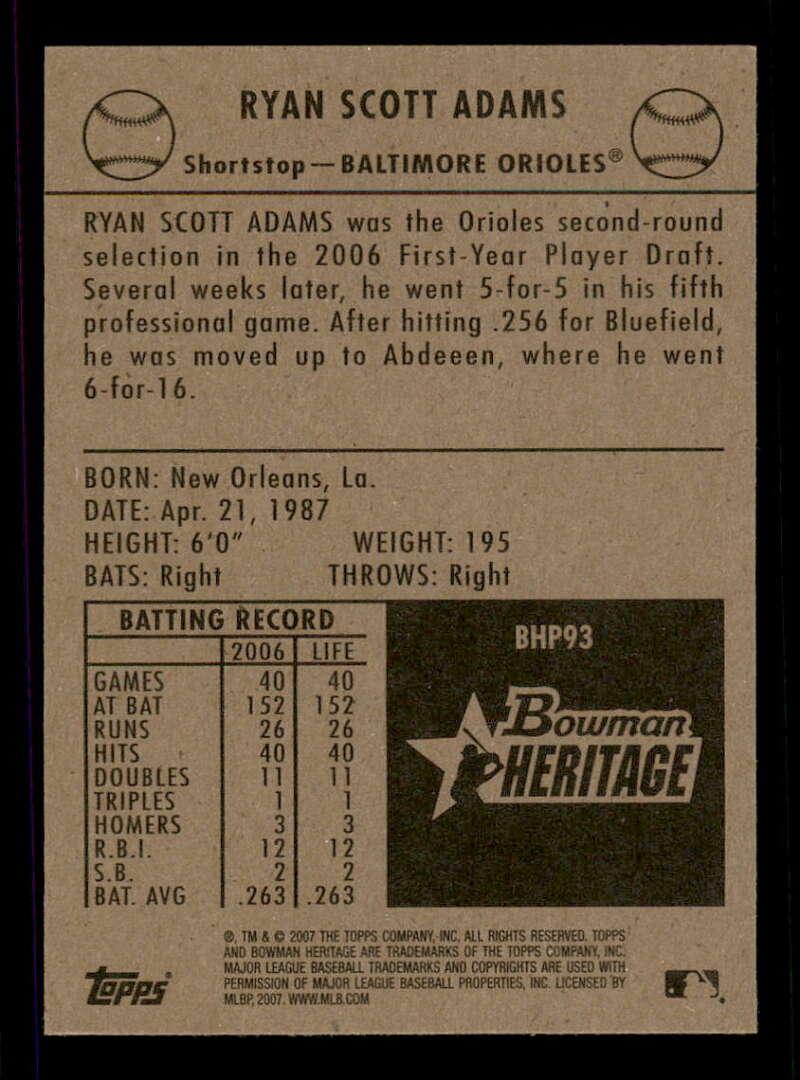 RYAN SCOTT ADAMS
Shortstop—BALTIMORE ORIOLES®
RYAN SCOTT ADAMS was the Orioles second-round
selection in the 2006 First-Year Player Draft.
Several weeks later, he went 5-for-5 in his fifth
professional game. After hitting .256 for Bluefield,
he was moved up to Abdeeen, where he went
6-for-16.
BORN: New Orleans, La.
DATE: Apr. 21, 1987
HEIGHT: 6'0" WEIGHT: 195
BATS: Right THROWS: Right
BATTING RECORD
2006 LIFE
GAMES 40 40
AT BAT 152 152
RUNS 26 26
HITS 40 40
DOUBLES 11 11
TRIPLES 1 1
HOMERS 3 3
R.B.I. 12 12
S.B. 2 2
BAT. AVG .263 .263
BHP93
Bowman
HERITAGE
®, TM & © 2007 THE TOPPS COMPANY, INC. ALL RIGHTS RESERVED. TOPPS
AND BOWMAN HERITAGE ARE TRADEMARKS OF THE TOPPS COMPANY, INC.
MAJOR LEAGUE BASEBALL TRADEMARKS AND COPYRIGHTS ARE USED WITH
PERMISSION OF MAJOR LEAGUE BASEBALL PROPERTIES, INC. LICENSED BY
MLBP, 2007. WWW.MLB.COM
Topps®